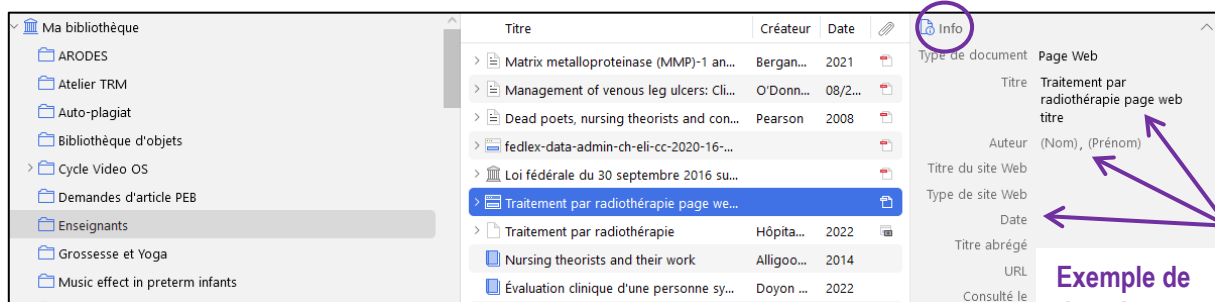 Ma bibliothèque
ARODES
Atelier TRM
Auto-plagiat
Bibliothèque d'objets
Cycle Video OS
Demandes d'article PEB
Enseignants
Grossesse et Yoga
Music effect in preterm infants
Titre Créateur Date
Matrix metalloproteinase (MMP)-1 an... Bergan... 2021
Management of venous leg ulcers: Cli... O'Donn... 08/2...
Dead poets, nursing theorists and con... Pearson 2008
fedlex-data-admin-ch-eli-cc-2020-16-...
Loi fédérale du 30 septembre 2016 su...
Traitement par radiothérapie page we...
Traitement par radiothérapie Hôpita... 2022
Nursing theorists and their work Alligoo... 2014
Évaluation clinique d'une personne sy... Doyon ... 2022
Info
Type de document Page Web
Titre Traitement par
radiothérapie page web
titre
Auteur (Nom), (Prénom)
Titre du site Web
Type de site Web
Date
Titre abrégé
URL
Consulté le
Exemple de